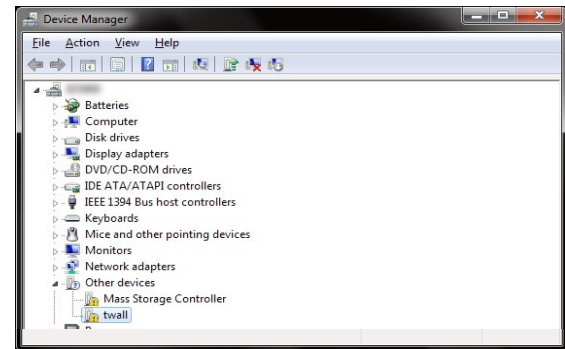 Device Manager
File Action View Help
Batteries
Computer
Disk drives
Display adapters
DVD/CD-ROM drives
IDE ATA/ATAPI controllers
IEEE 1394 Bus host controllers
Keyboards
Mice and other pointing devices
Monitors
Network adapters
Other devices
Mass Storage Controller
twall